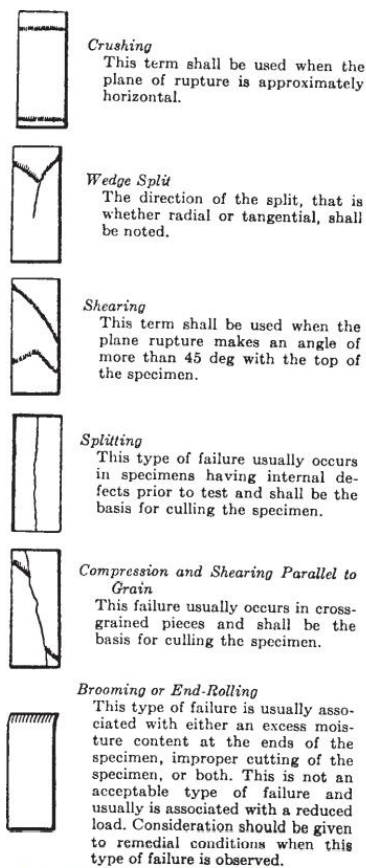 Crushing
This term shall be used when the
plane of rupture is approximately
horizontal.
Wedge Split
The direction of the split, that is
whether radial or tangential, shall
be noted.
Shearing
This term shall be used when the
plane rupture makes an angle of
more than 45 deg with the top of
the specimen.
Splitting
This type of failure usually occurs
in specimens having internal de-
fects prior to test and shall be the
basis for culling the specimen.
Compression and Shearing Parallel to
Grain
This failure usually occurs in cross-
grained pieces and shall be the
basis for culling the specimen.
Brooming or End-Rolling
This type of failure is usually asso-
ciated with either an excess mois-
ture content at the ends of the
specimen, improper cutting of the
specimen, or both. This is not an
acceptable type of failure and
usually is associated with a reduced
load. Consideration should be given
to remedial conditions when this
type of failure is observed.